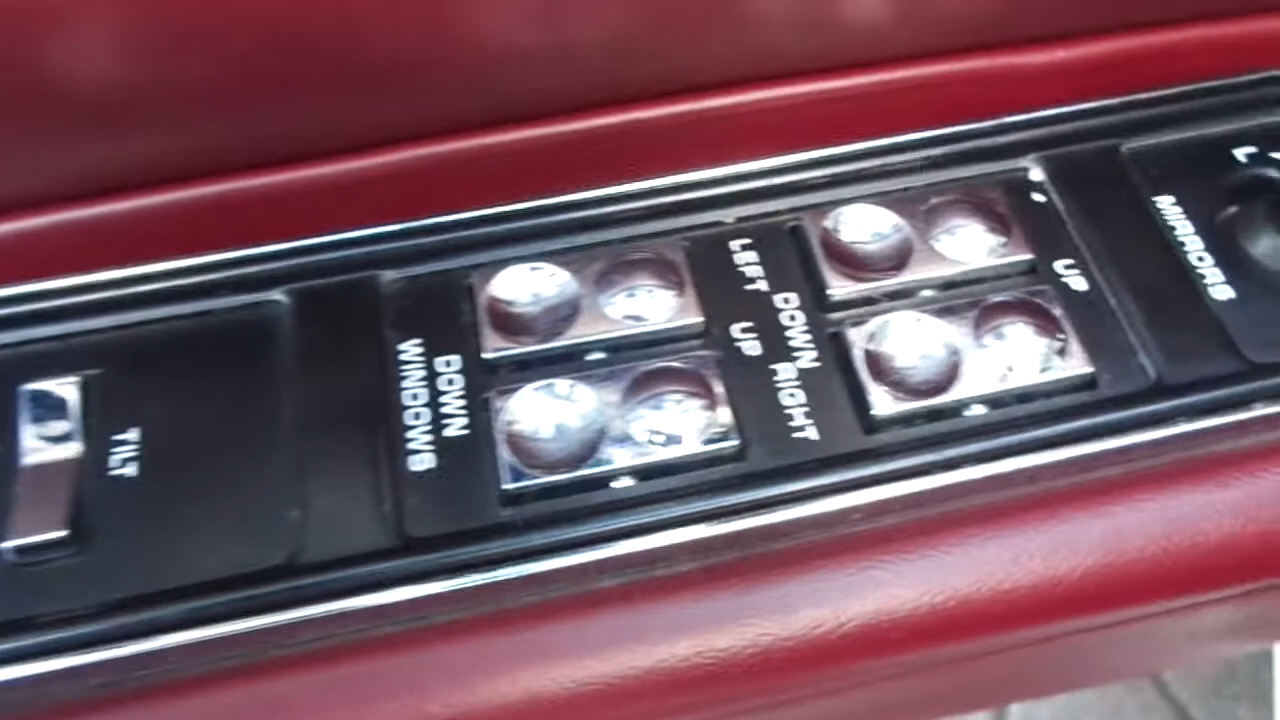 TILT
WINDOWS
DOWN
LEFT UP
DOWN RIGHT
UP
MIRRORS
L